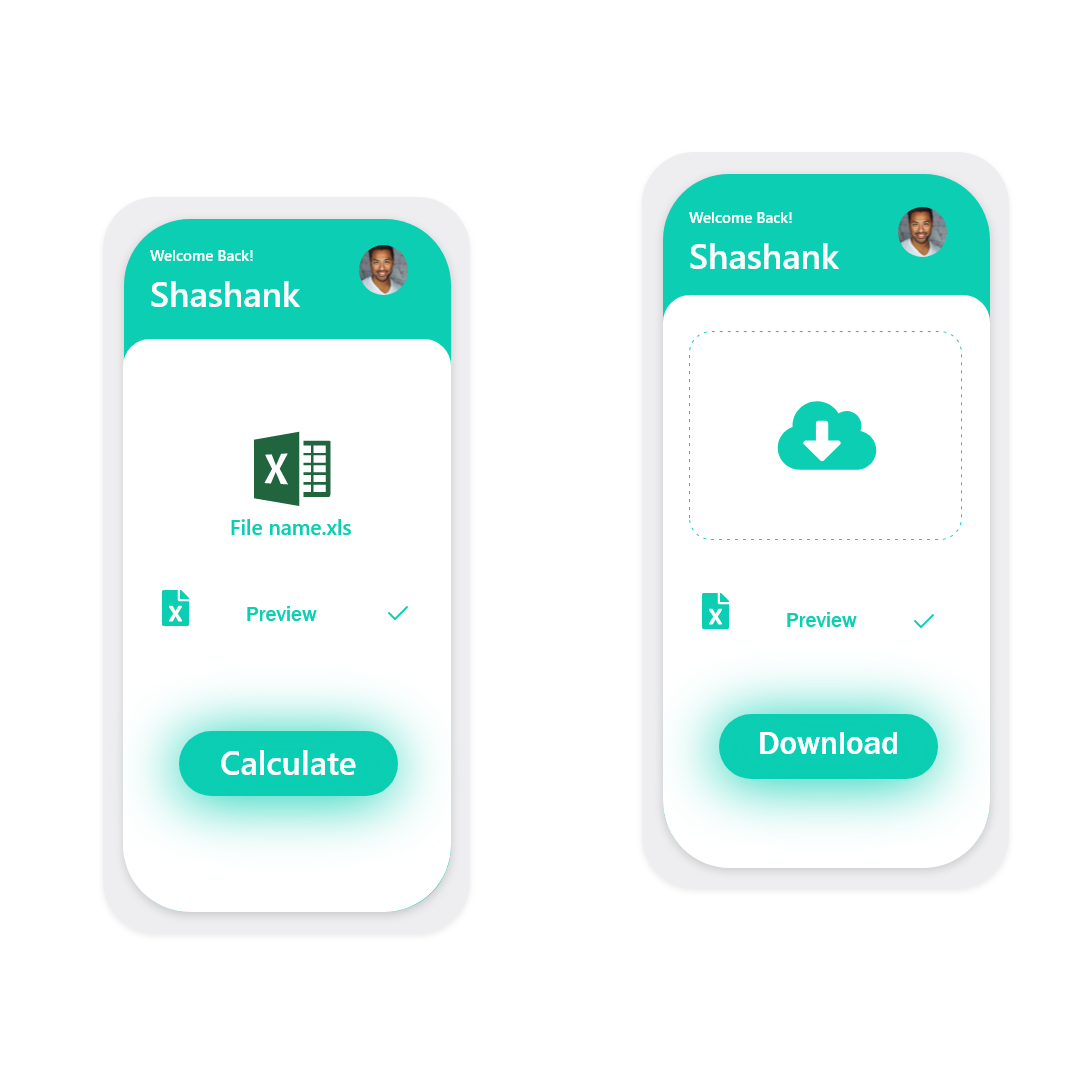 Welcome Back!
Shashank
X
File name.xls
X
Preview
Calculate
Welcome Back!
Shashank
X
Preview
Download